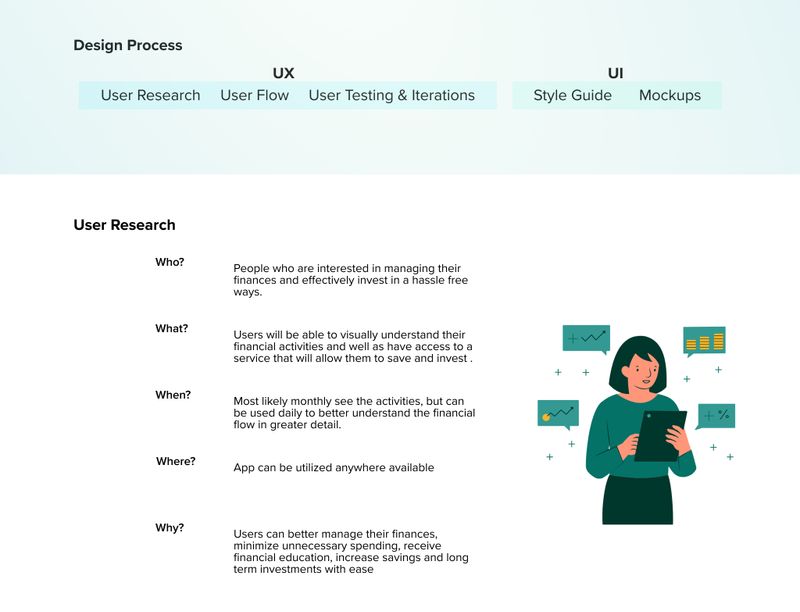 Design Process
UX
UI
User Research User Flow User Testing & Iterations
Style Guide Mockups
User Research
Who?
People who are interested in managing their
finances and effectively invest in a hassle free
ways.
What?
Users will be able to visually understand their
financial activities and well as have access to a
service that will allow them to save and invest .
When?
Most likely monthly see the activities, but can
be used daily to better understand the financial
flow in greater detail.
Where?
App can be utilized anywhere available
Why?
Users can better manage their finances,
minimize unnecessary spending, receive
financial education, increase savings and long
term investments with ease
+ %